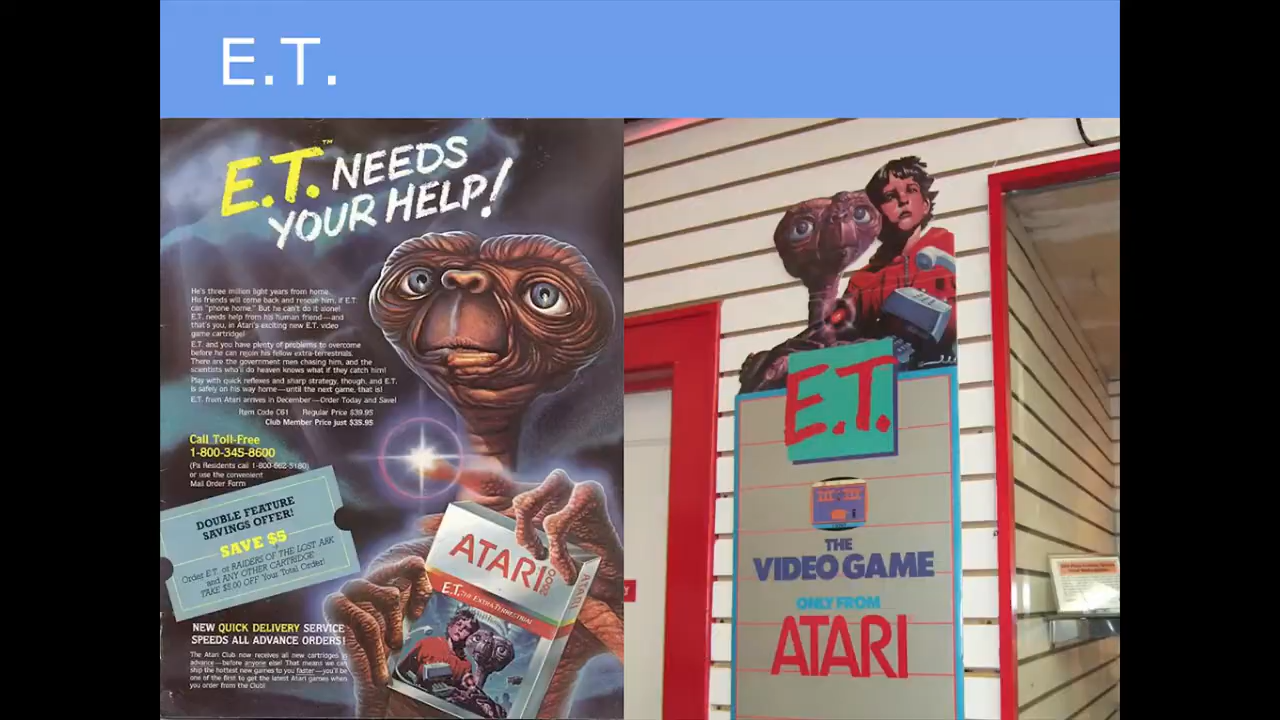 E.T.
E.T.™ NEEDS
YOUR HELP!
He's three million light years from home.
His friends will come back and rescue him, if E.T.
can "phone home." But he can't do it alone!
E.T. needs help from his human friend—and
that's you, in Atari's exciting new E.T. video
game cartridge!
E.T. and you have plenty of problems to overcome
before he can rejoin his fellow extra-terrestrials.
There are the government men chasing him, and the
scientists who'll do heaven knows what if they catch him!
Play with quick reflexes and sharp strategy, though, and E.T.
is safely on his way home—until the next game, that is!
E.T. from Atari arrives in December—Order Today and Save!
Item Code C61 Regular Price $39.95
Club Member Price just $35.95
Call Toll-Free
1-800-345-8600
(Pa Residents call 1-800-662-5180)
or use the convenient
Mail Order Form
DOUBLE FEATURE
SAVINGS OFFER!
SAVE $5
Order E.T. or RAIDERS OF THE LOST ARK
and ANY OTHER CARTRIDGE
TAKE $5.00 OFF Your Total Order!
NEW QUICK DELIVERY SERVICE
SPEEDS ALL ADVANCE ORDERS!
The Atari Club now receives all new cartridges in
advance—before anyone else! That means we can
ship the hottest new games to you faster—you'll be
one of the first to get the latest Atari games when
you order from the Club!
ATARI 2600
ATARI
E.T. THE EXTRA-TERRESTRIAL
E.T.
THE
VIDEO GAME
ONLY FROM
ATARI